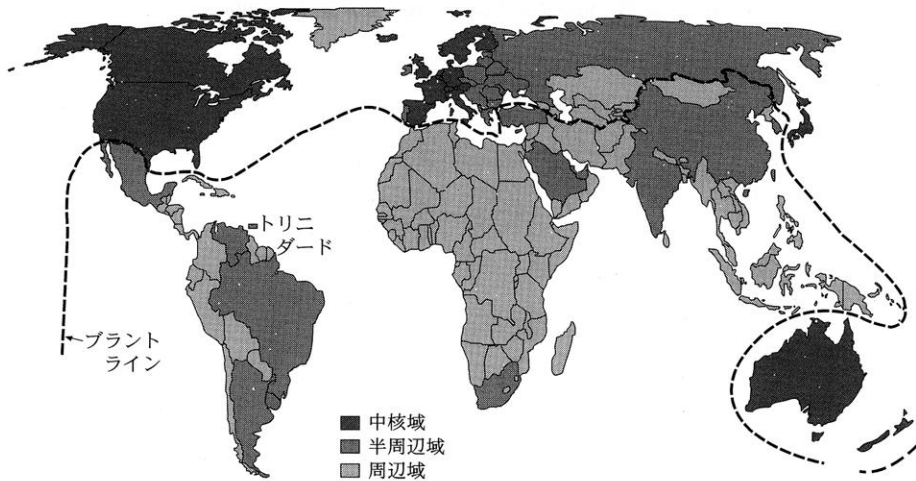 トリニ
ダード
ブラント
ライン
中核域
半周辺域
周辺域